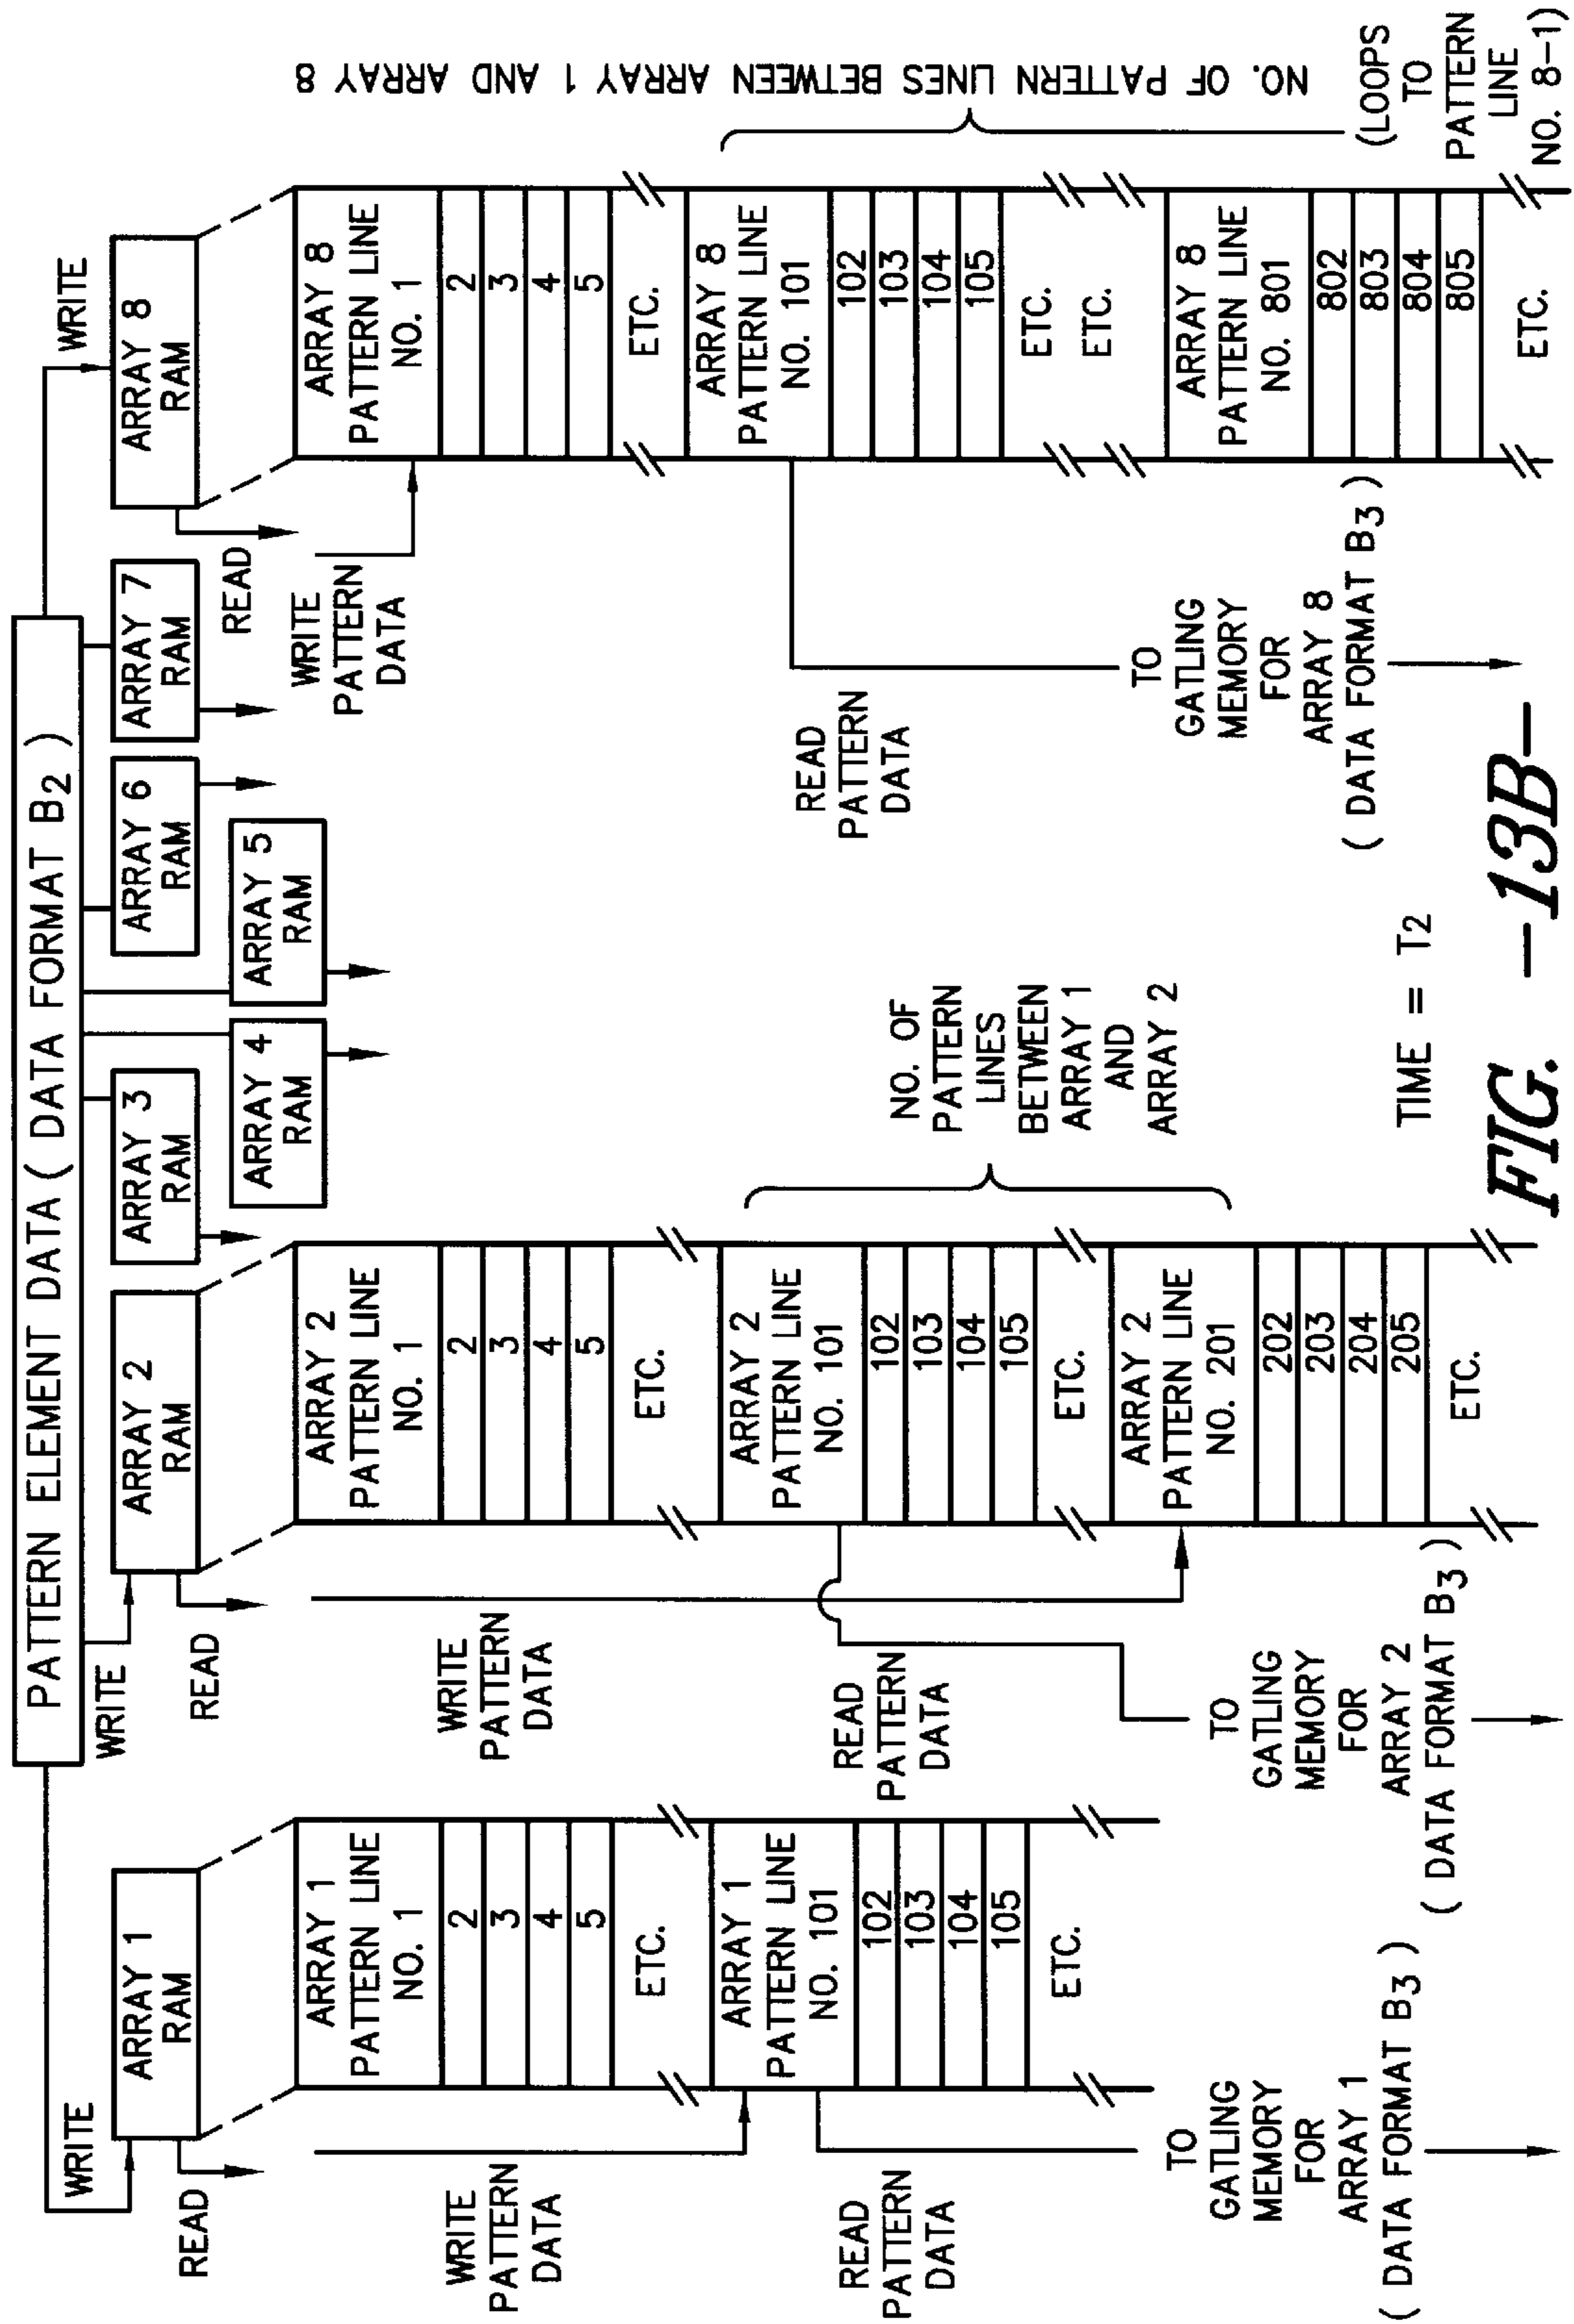 PATTERN ELEMENT DATA ( DATA FORMAT B2 )
WRITE
ARRAY 1
RAM
READ
WRITE
ARRAY 2
RAM
READ
ARRAY 3
RAM
ARRAY 4
RAM
ARRAY 5
RAM
ARRAY 6
RAM
ARRAY 7
RAM
WRITE
ARRAY 8
RAM
READ
WRITE
PATTERN
DATA
ARRAY 1
PATTERN LINE
NO. 1
2
3
4
5
ETC.
ARRAY 1
PATTERN LINE
NO. 101
102
103
104
105
ETC.
READ
PATTERN
DATA
TO
GATLING
MEMORY
FOR
ARRAY 1
( DATA FORMAT B3 )
WRITE
PATTERN
DATA
ARRAY 2
PATTERN LINE
NO. 1
2
3
4
5
ETC.
ARRAY 2
PATTERN LINE
NO. 101
102
103
104
105
ETC.
ARRAY 2
PATTERN LINE
NO. 201
202
203
204
205
ETC.
READ
PATTERN
DATA
TO
GATLING
MEMORY
FOR
ARRAY 2
( DATA FORMAT B3 )
NO. OF
PATTERN
LINES
BETWEEN
ARRAY 1
AND
ARRAY 2
WRITE
PATTERN
DATA
ARRAY 8
PATTERN LINE
NO. 1
2
3
4
5
ETC.
ARRAY 8
PATTERN LINE
NO. 101
102
103
104
105
ETC.
ETC.
ARRAY 8
PATTERN LINE
NO. 801
802
803
804
805
ETC.
READ
PATTERN
DATA
TO
GATLING
MEMORY
FOR
ARRAY 8
( DATA FORMAT B3 )
NO. OF PATTERN LINES BETWEEN ARRAY 1 AND ARRAY 8
(LOOPS
TO
PATTERN
LINE
NO. 8-1)
TIME = T2
FIG. -13B-